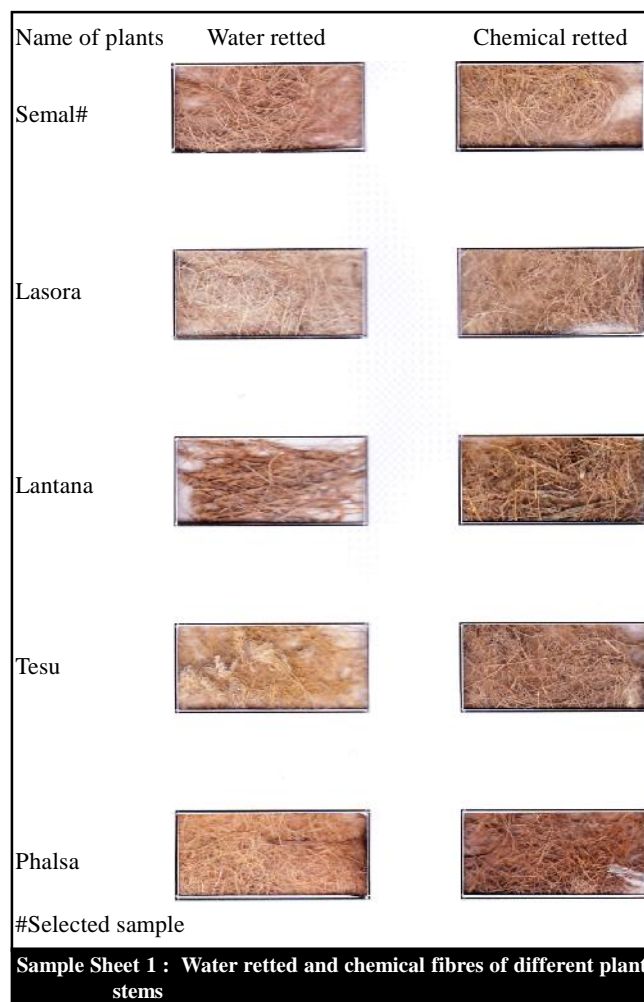 Name of plants Water retted Chemical retted
Semal#
Lasora
Lantana
Tesu
Phalsa
#Selected sample
Sample Sheet 1 : Water retted and chemical fibres of different plant
stems